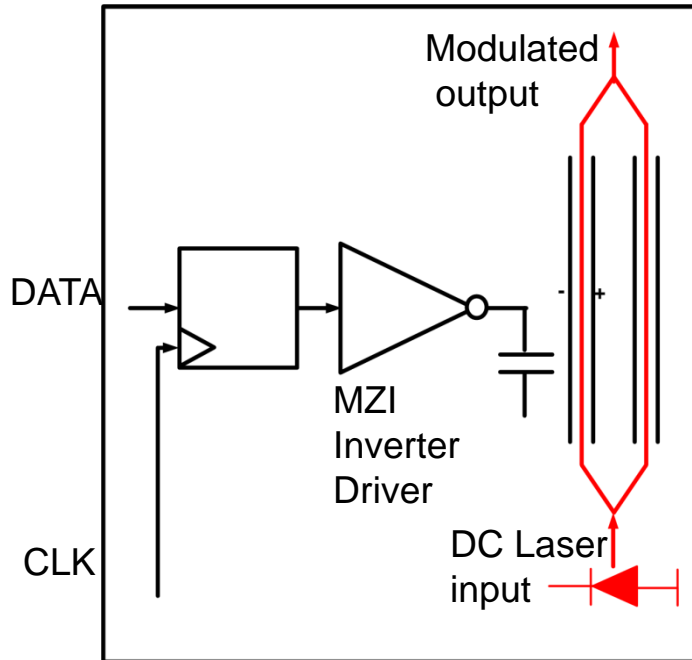 Modulated
output
DATA
- +
MZI
Inverter
Driver
CLK
DC Laser
input